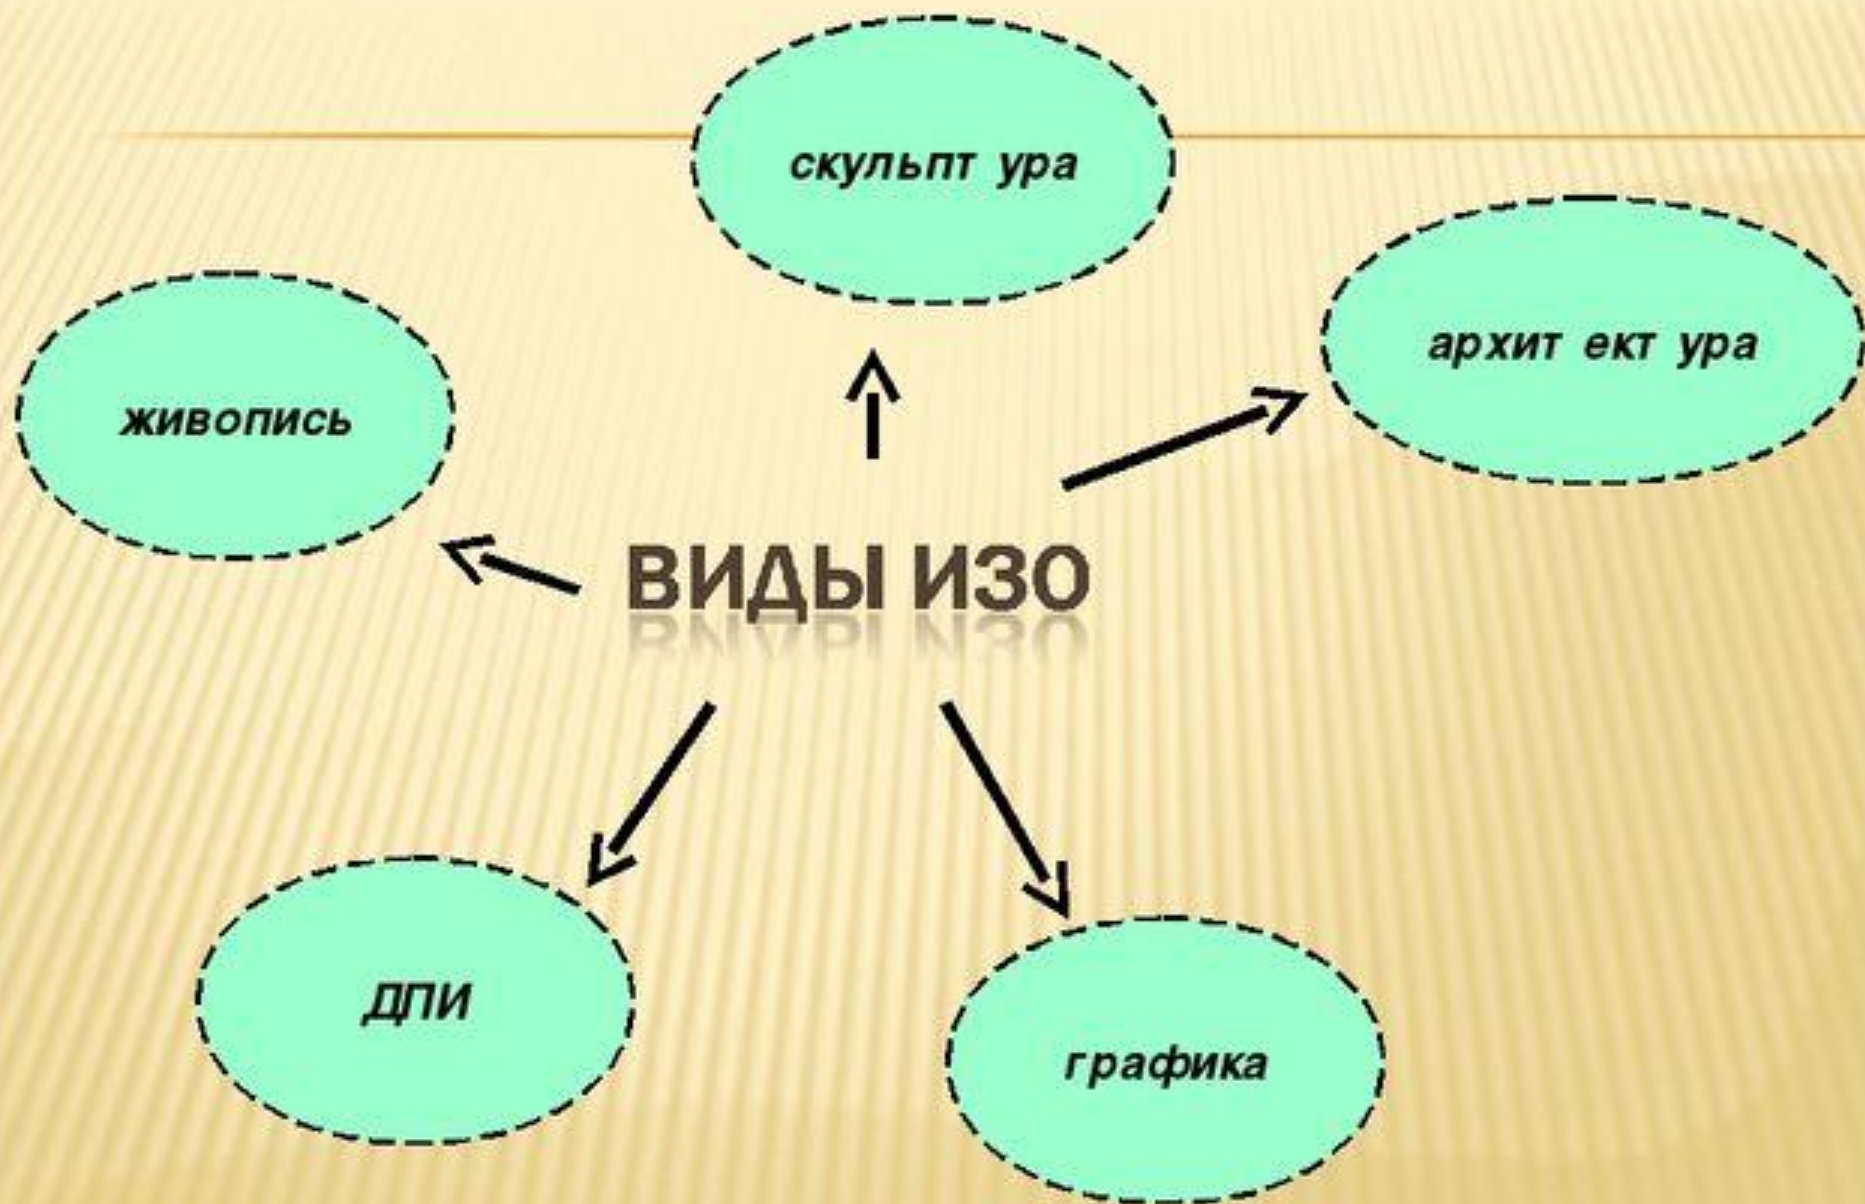 скульпт ура
архит ект ура
живопись
ВИДЫ ИЗО
ДПИ
графика